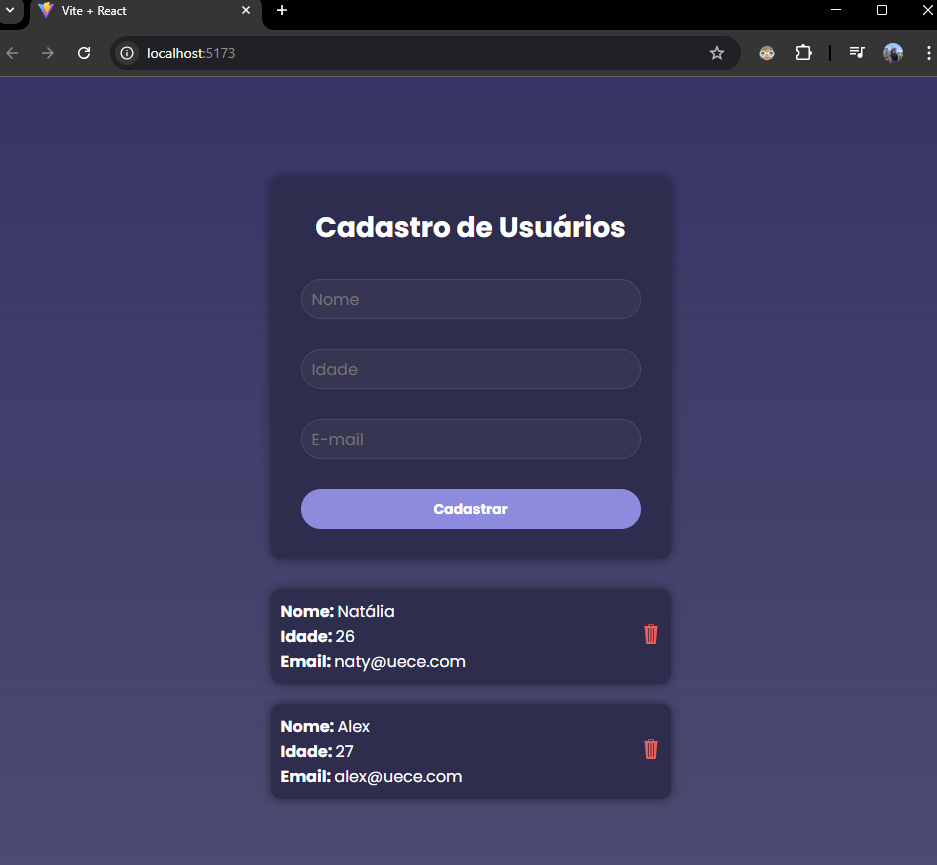 Vite + React
localhost:5173
Cadastro de Usuários
Nome
Idade
E-mail
Cadastrar
Nome: Natália
Idade: 26
Email: naty@uece.com
Nome: Alex
Idade: 27
Email: alex@uece.com